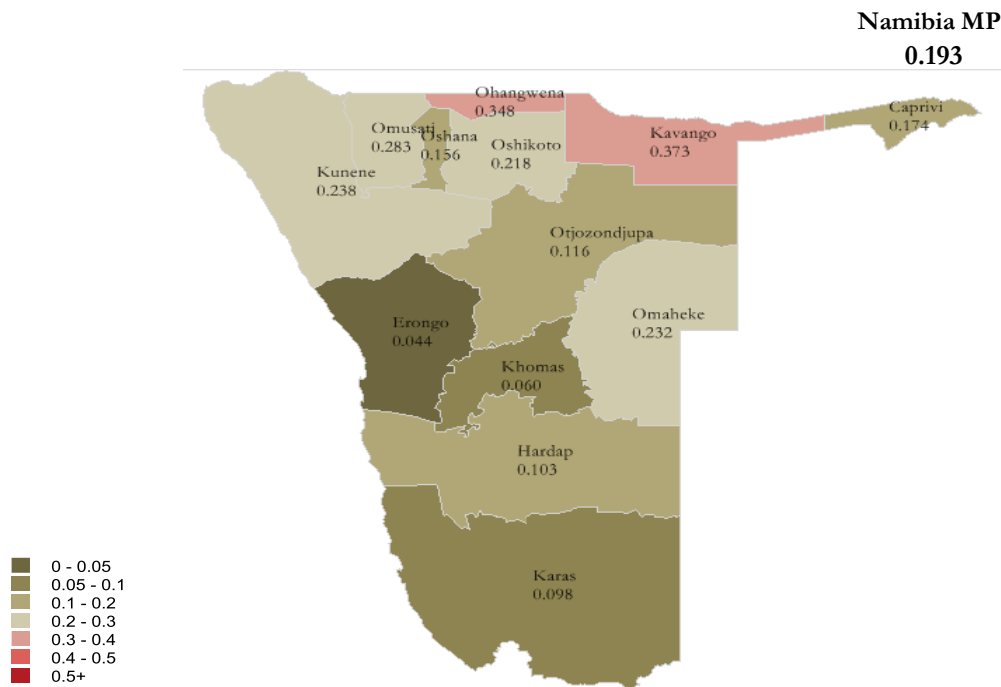 Namibia MP
0.193
Ohangwena
0.348
Caprivi
0.174
Omusati
0.283
Oshana
0.156
Oshikoto
0.218
Kavango
0.373
Kunene
0.238
Otjozondjupa
0.116
Omaheke
0.232
Erongo
0.044
Khomas
0.060
Hardap
0.103
Karas
0.098
0 - 0.05
0.05 - 0.1
0.1 - 0.2
0.2 - 0.3
0.3 - 0.4
0.4 - 0.5
0.5+